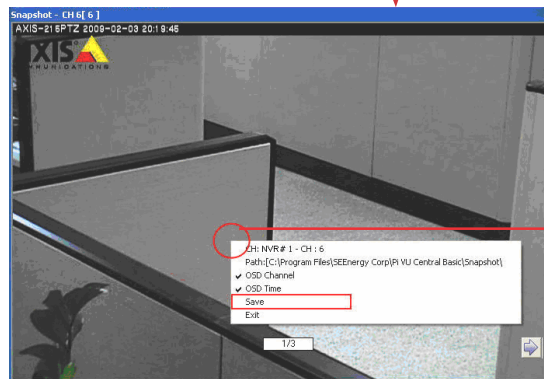 Snapshot - CH 6[ 6 ]
AXIS-215PTZ 2009-02-03 20:19:45
AXIS
COMMUNICATIONS
CH: NVR# 1 - CH : 6
Path:[C:\Program Files\SEEnergy Corp\Pi VU Central Basic\Snapshot\
OSD Channel
OSD Time
Save
Exit
1/3